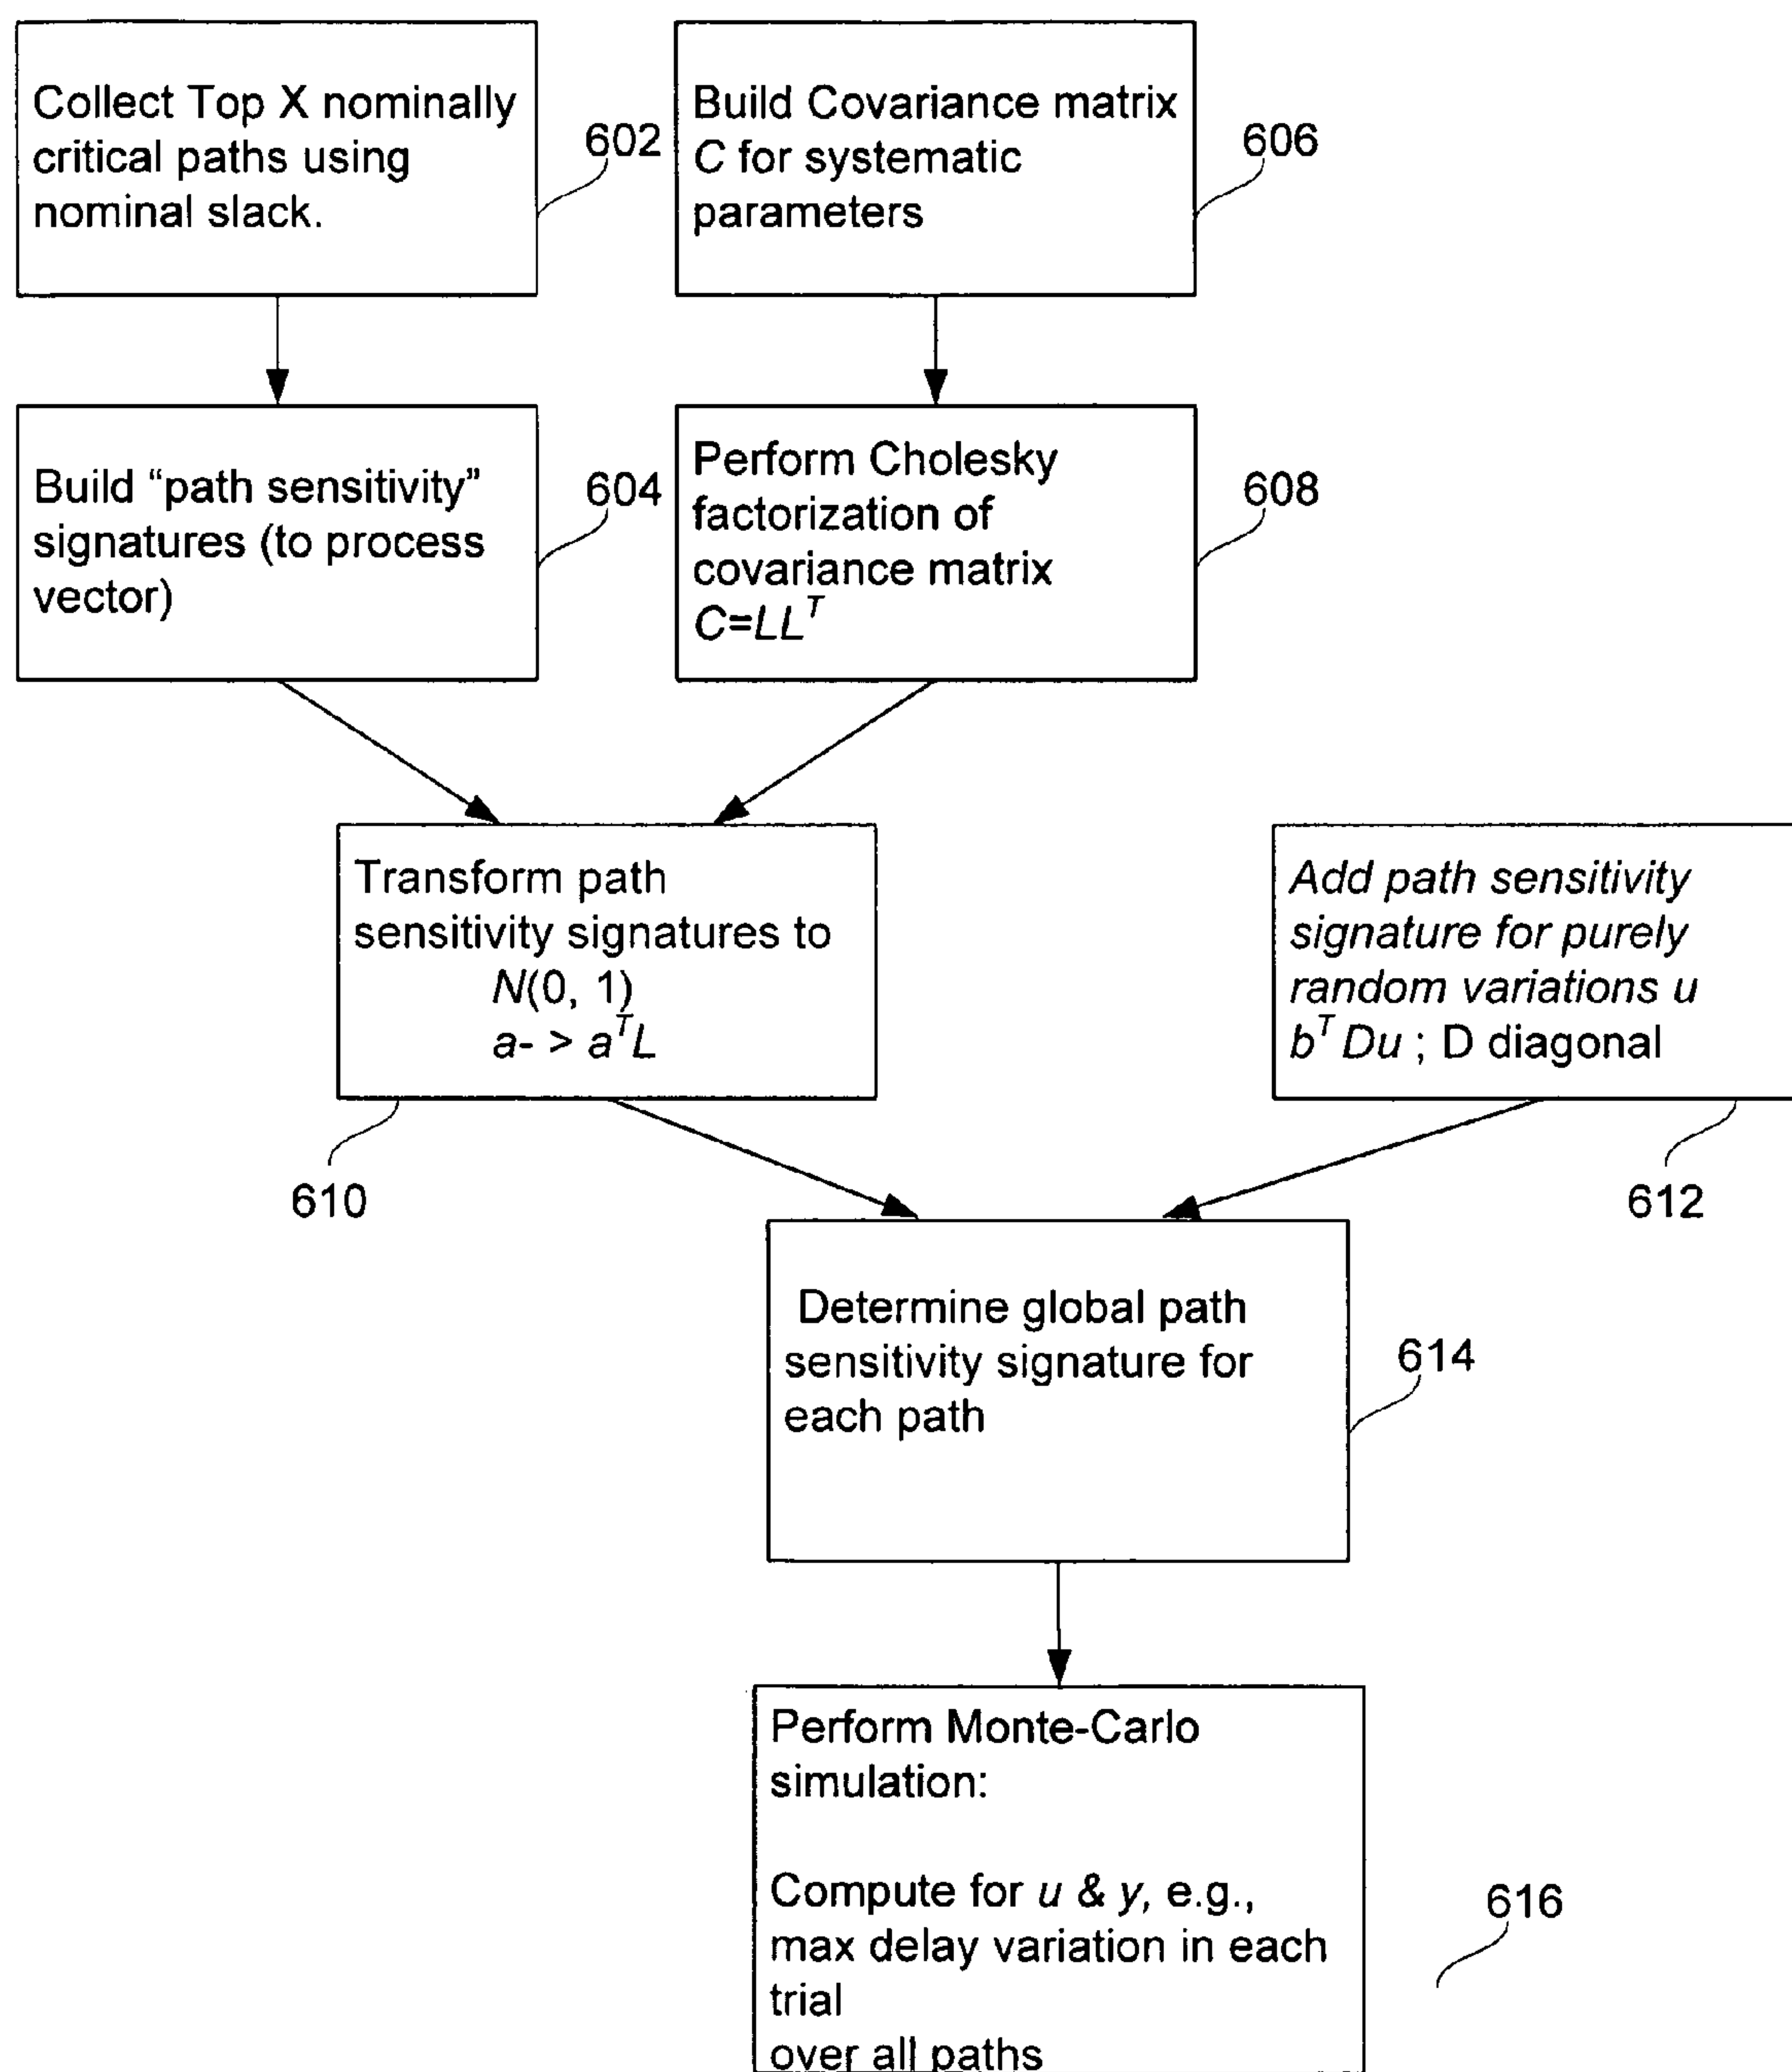 Collect Top X nominally
critical paths using
nominal slack.
602
Build Covariance matrix
C for systematic
parameters
606
Build “path sensitivity”
signatures (to process
vector)
604
Perform Cholesky
factorization of
covariance matrix
C=LL^T
608
Transform path
sensitivity signatures to
N(0, 1)
a- > a^T L
610
Add path sensitivity
signature for purely
random variations u
b^T Du ; D diagonal
612
Determine global path
sensitivity signature for
each path
614
Perform Monte-Carlo
simulation:
Compute for u & y, e.g.,
max delay variation in each
trial
over all paths
616